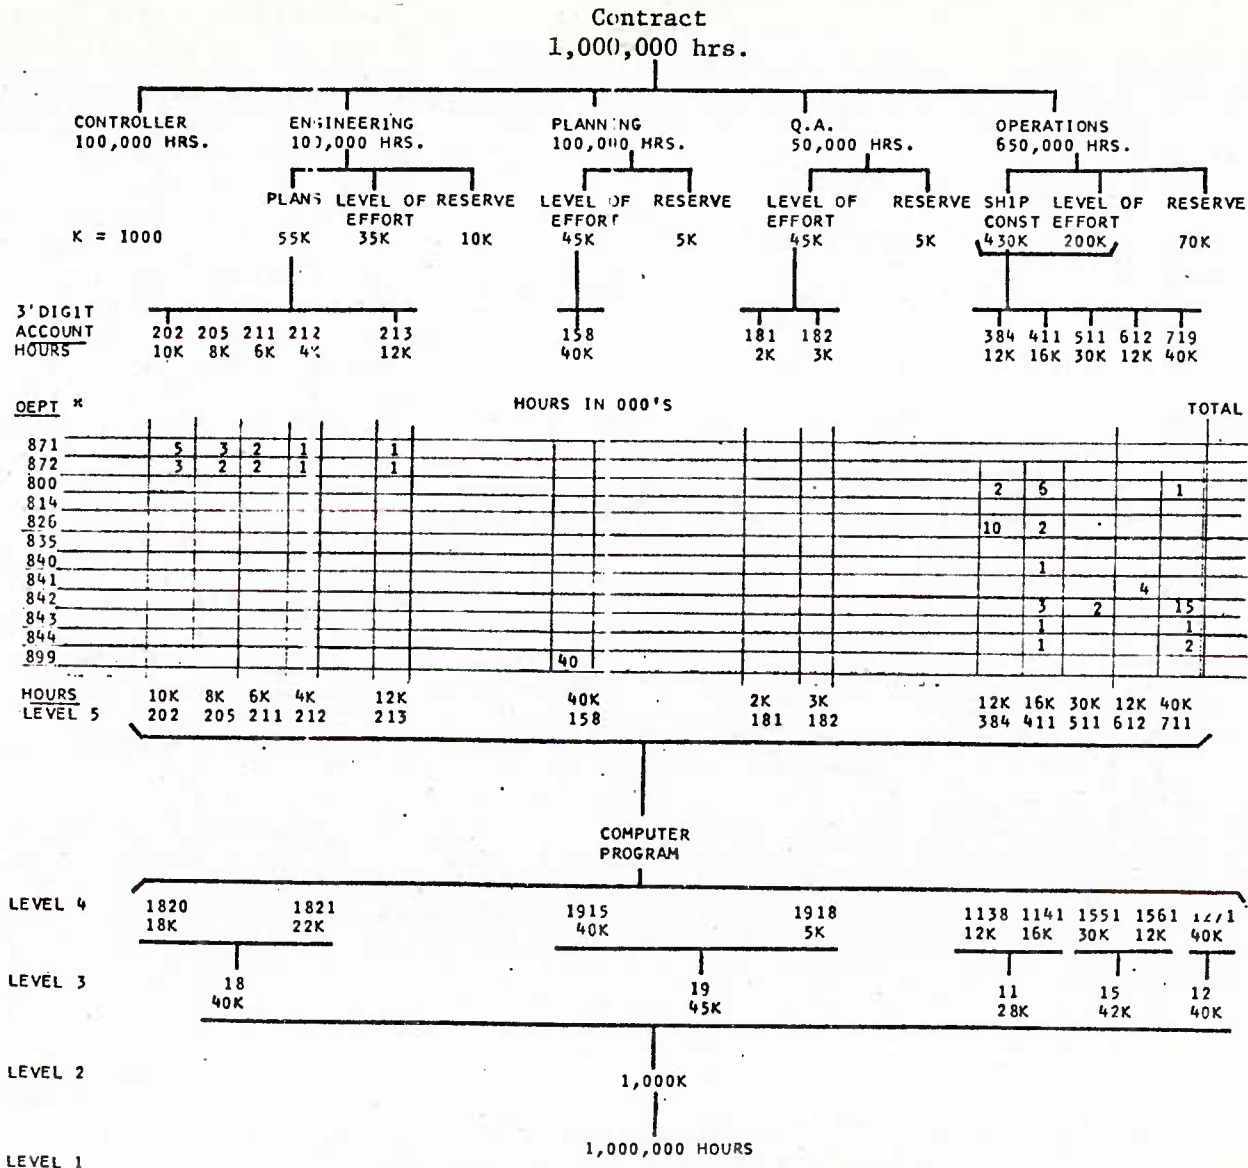 Contract
1,000,000 hrs.
CONTROLLER ENGINEERING PLANNING Q.A. OPERATIONS
100,000 HRS. 100,000 HRS. 100,000 HRS. 50,000 HRS. 650,000 HRS.
PLANS LEVEL OF RESERVE LEVEL OF RESERVE LEVEL OF RESERVE SHIP LEVEL OF RESERVE
EFFORT EFFORT EFFORT CONST EFFORT
K = 1000 55K 35K 10K 45K 5K 45K 5K 430K 200K 70K
3'DIGIT
ACCOUNT 202 205 211 212 213 158 181 182 384 411 511 612 719
HOURS 10K 8K 6K 4K 12K 40K 2K 3K 12K 16K 30K 12K 40K
OEPT * HOURS IN 000'S TOTAL
871 5 3 2 1 1
872 3 2 2 1 1
800 2 6 1
814
826 10 2
835
840 1
841 4
842 3 2 15
843 1 1
844 1 2
899 40
HOURS 10K 8K 6K 4K 12K 40K 2K 3K 12K 16K 30K 12K 40K
LEVEL 5 202 205 211 212 213 158 181 182 384 411 511 612 711
COMPUTER
PROGRAM
LEVEL 4 1820 1821 1915 1918 1138 1141 1551 1561
18K 22K 40K 5K 12K 16K 30K 12K 40K
LEVEL 3 18 19 11 15 12
40K 45K 28K 42K 40K
LEVEL 2 1,000K
1,000,000 HOURS
LEVEL 1